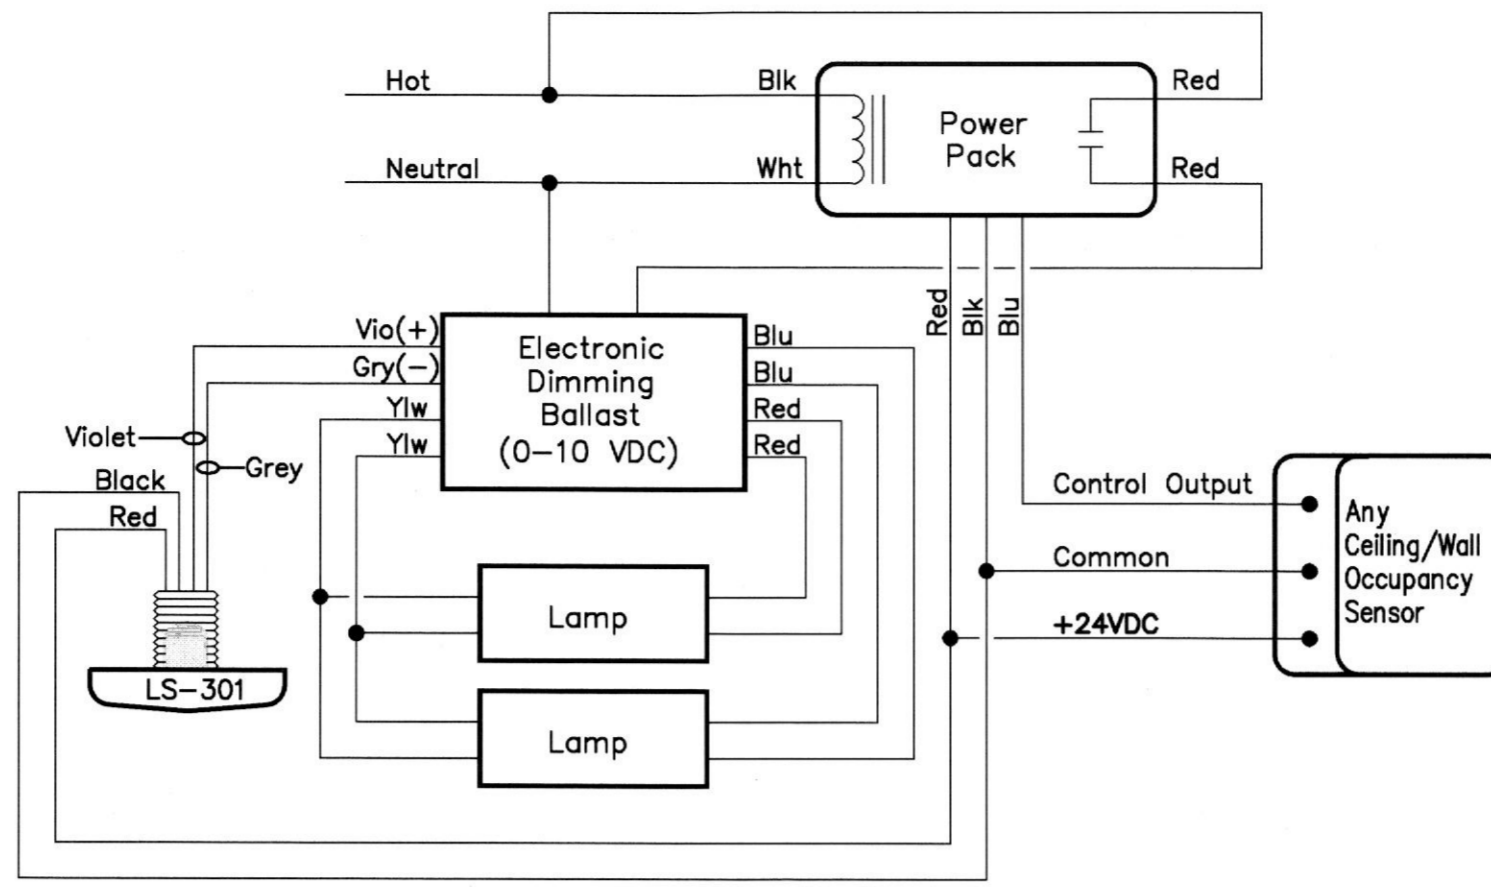 Hot
Blk
Red
Power
Pack
Neutral
Wht
Red
Red
Blk
Blu
Vio(+)
Gry(-)
Ylw
Ylw
Electronic
Dimming
Ballast
(0-10 VDC)
Blu
Blu
Red
Red
Violet
Grey
Black
Red
LS-301
Lamp
Lamp
Control Output
Common
+24VDC
Any
Ceiling/Wall
Occupancy
Sensor